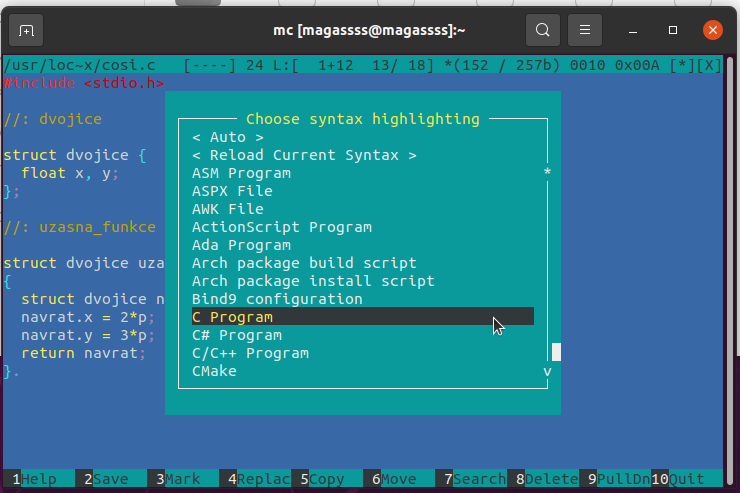 mc [magassss@magassss]:~
/usr/loc~x/cosi.c [----] 24 L:[ 1+12 13/ 18] *(152 / 257b) 0010 0x00A [*][X]
#include <stdio.h>
//: dvojice
struct dvojice {
float x, y;
};
//: uzasna_funkce
struct dvojice uza
{
struct dvojice n
navrat.x = 2*p;
navrat.y = 3*p;
return navrat;
}.
Choose syntax highlighting
< Auto >
< Reload Current Syntax >
ASM Program
*
ASPX File
AWK File
ActionScript Program
Ada Program
Arch package build script
Arch package install script
Bind9 configuration
C Program
C# Program
C/C++ Program
CMake
v
1Help 2Save 3Mark 4Replac 5Copy 6Move 7Search 8Delete 9PullDn 10Quit